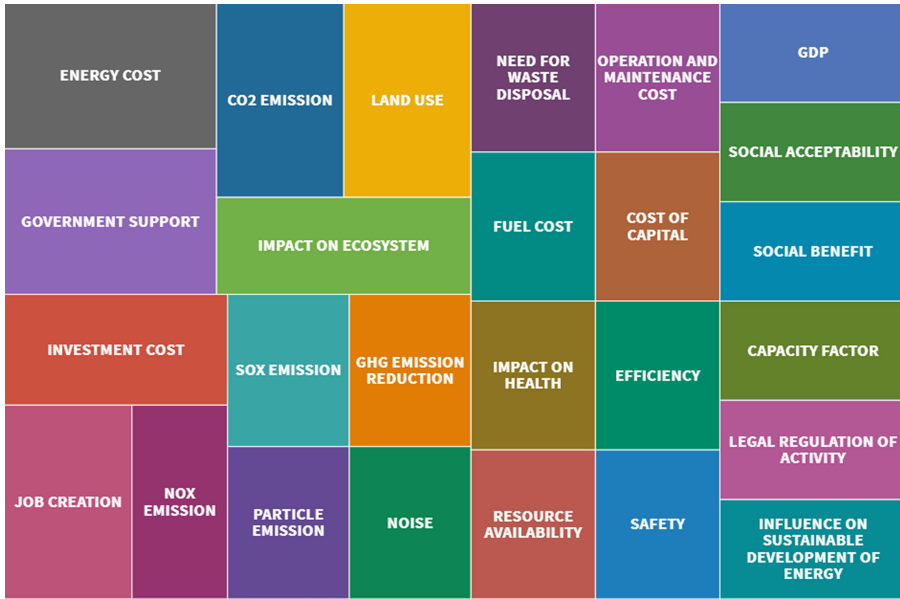 ENERGY COST
GOVERNMENT SUPPORT
CO2 EMISSION
LAND USE
IMPACT ON ECOSYSTEM
INVESTMENT COST
JOB CREATION
NOX
EMISSION
SOX EMISSION
GHG EMISSION
REDUCTION
PARTICLE
EMISSION
NOISE
NEED FOR
WASTE
DISPOSAL
OPERATION AND
MAINTENANCE
COST
FUEL COST
COST OF
CAPITAL
IMPACT ON
HEALTH
EFFICIENCY
RESOURCE
AVAILABILITY
SAFETY
GDP
SOCIAL ACCEPTABILITY
SOCIAL BENEFIT
CAPACITY FACTOR
LEGAL REGULATION OF
ACTIVITY
INFLUENCE ON
SUSTAINABLE
DEVELOPMENT OF
ENERGY